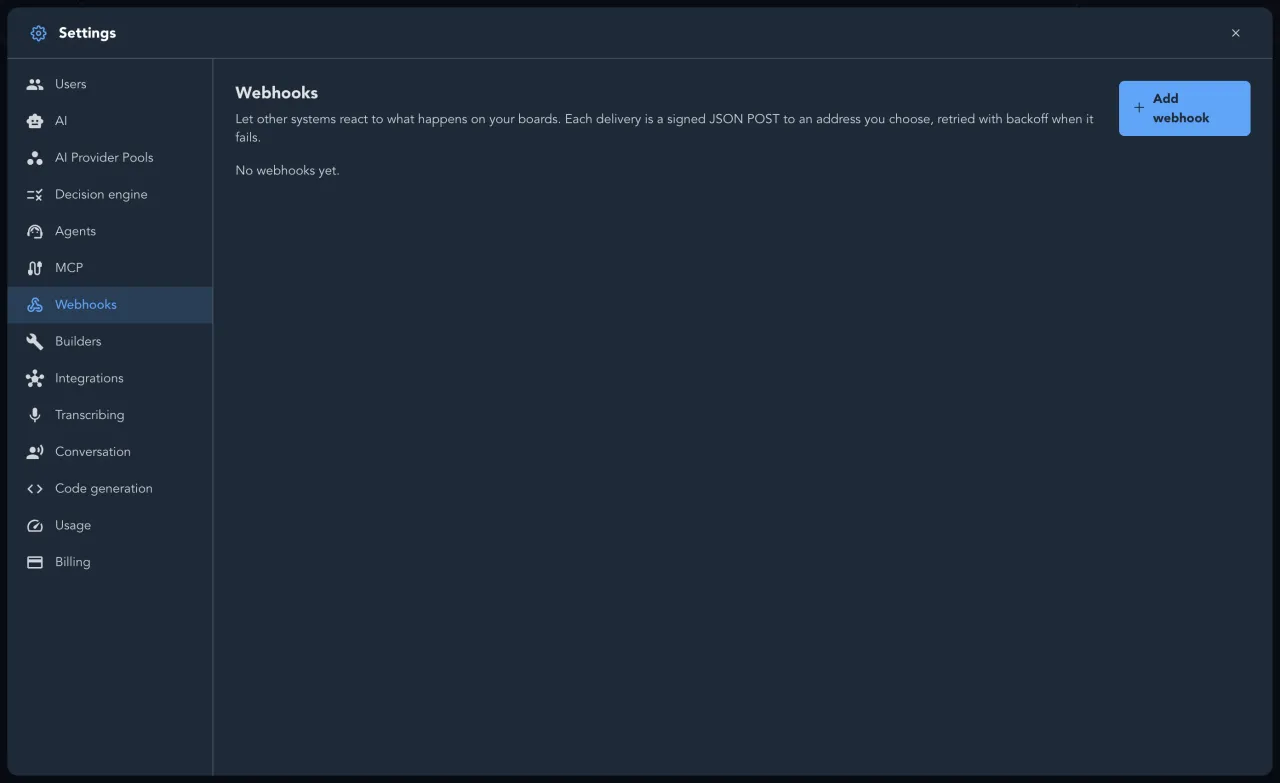 Settings
Users
AI
AI Provider Pools
Decision engine
Agents
MCP
Webhooks
Builders
Integrations
Transcribing
Conversation
Code generation
Usage
Billing
Webhooks
Let other systems react to what happens on your boards. Each delivery is a signed JSON POST to an address you choose, retried with backoff when it
fails.
No webhooks yet.
Add
webhook